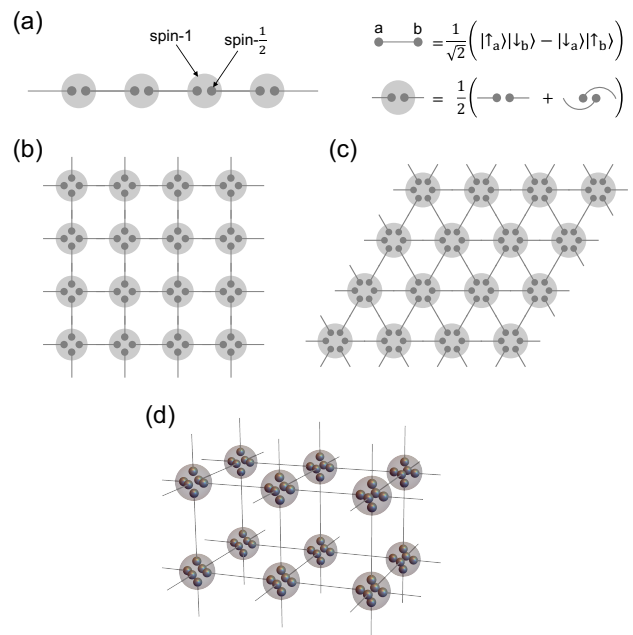 (a)
spin-1
spin-1/2
a b
= 1/√2 ( |↑a⟩|↓b⟩ − |↓a⟩|↑b⟩ )
= 1/2 ( + )
(b)
(c)
(d)